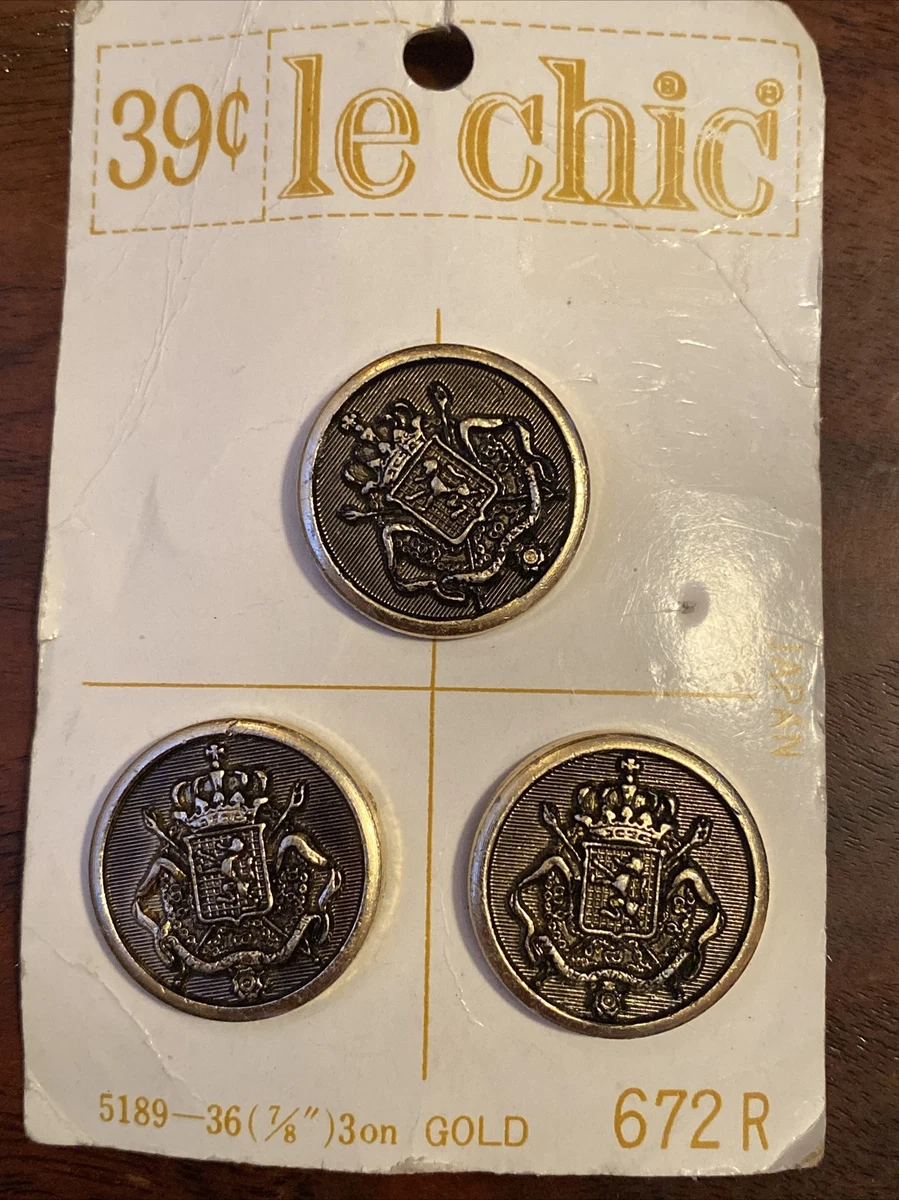 39¢ le chic ®
JAPAN
5189—36(7/8")3on GOLD 672 R